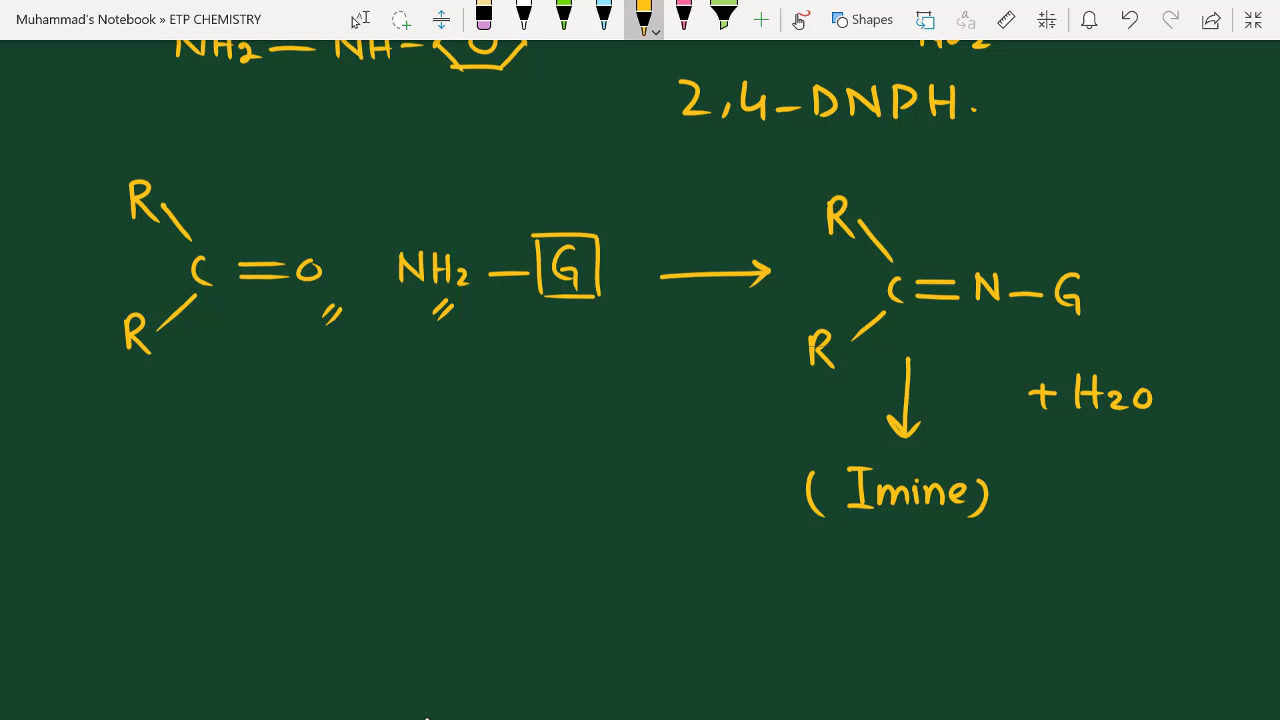 Muhammad's Notebook » ETP CHEMISTRY
Shapes
NH2 — NH —
2,4-DNPH.
R
R
C = O NH2 — G
R
R
C = N — G
+ H2O
( Imine )